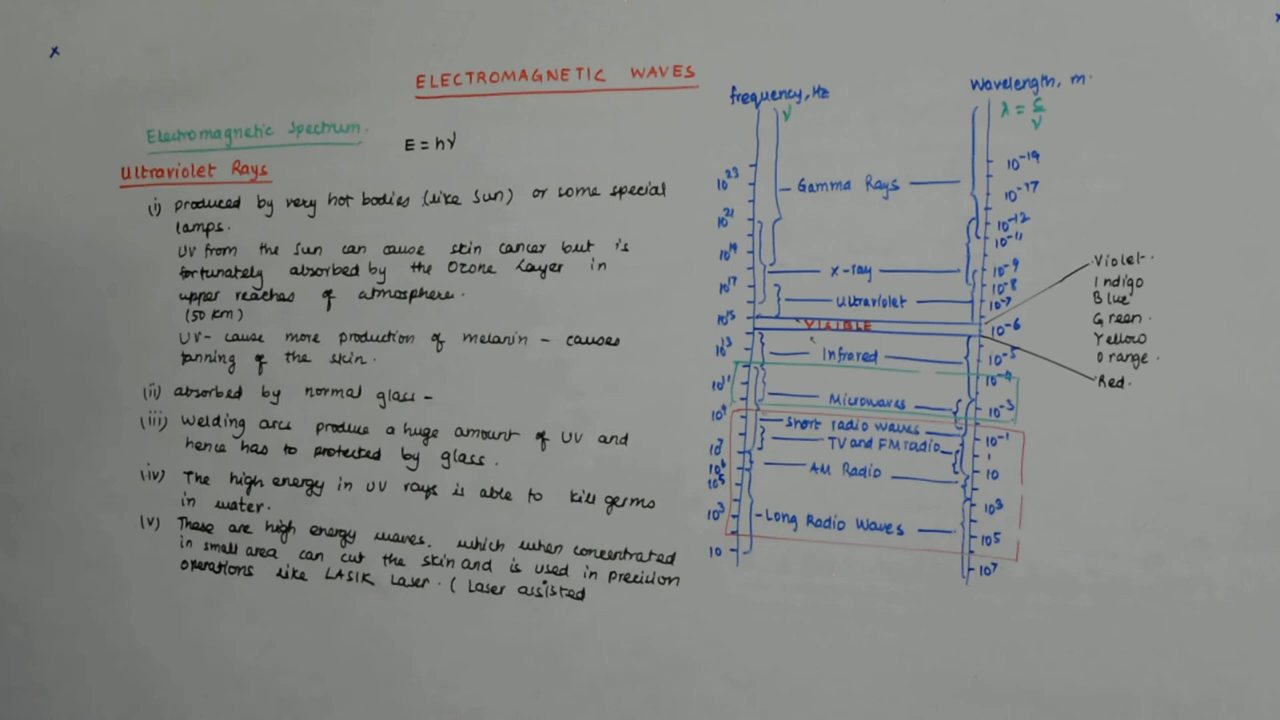 ELECTROMAGNETIC WAVES
Electromagnetic Spectrum.
E = hν
Ultraviolet Rays
(i) produced by very hot bodies (like Sun) or some special
lamps.
UV from the Sun can cause skin cancer but is
fortunately absorbed by the Ozone Layer in
upper reaches of atmosphere.
(50 km)
UV- cause more production of melanin - causes
tanning of the skin.
(ii) absorbed by normal glass -
(iii) Welding arcs produce a huge amount of UV and
hence has to protected by glass.
(iv) The high energy in UV rays is able to kill germs
in water.
(v) These are high energy waves. which when concentrated
in small area can cut the skin and is used in precision
operations like LASIK Laser. (Laser assisted
frequency, Hz
ν
10²³
10²¹
10¹⁹
10¹⁷
10¹⁵
10¹³
10¹¹
10⁹
10⁷
10⁶
10⁵
10³
10
Gamma Rays
X-ray
Ultraviolet
VISIBLE
Infrared
Microwaves
Short radio waves
TV and FM radio
AM Radio
Long Radio Waves
Wavelength, m.
λ = c/ν
10⁻¹⁹
10⁻¹⁷
10⁻¹²
10⁻¹¹
10⁻⁹
10⁻⁸
10⁻⁷
10⁻⁶
10⁻⁵
10⁻⁴
10⁻³
10⁻¹
1
10
10³
10⁵
10⁷
Violet.
Indigo
Blue
Green.
Yellow
Orange.
Red.